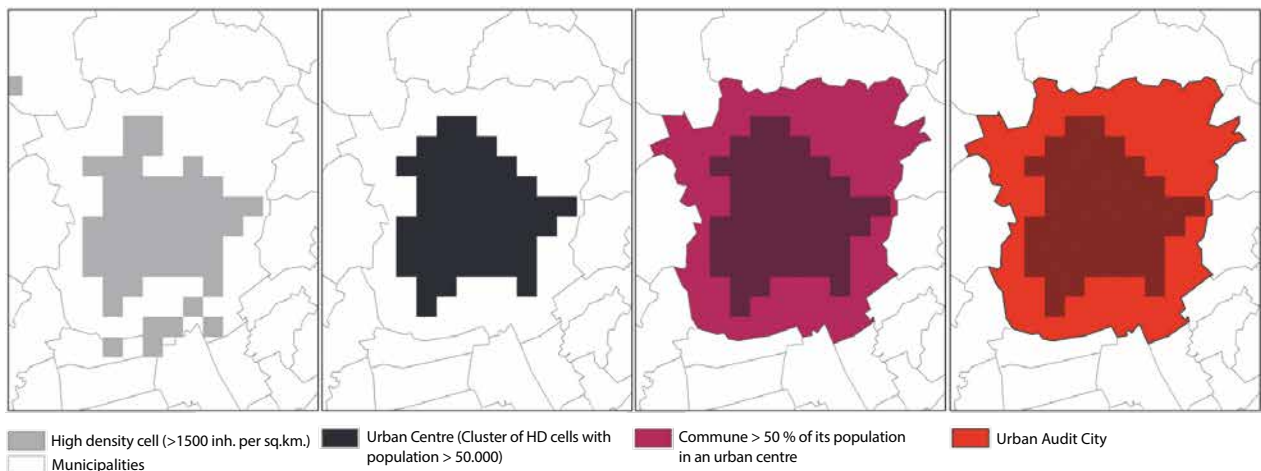 High density cell (>1500 inh. per sq.km.)
Municipalities
Urban Centre (Cluster of HD cells with
population > 50.000)
Commune > 50 % of its population
in an urban centre
Urban Audit City